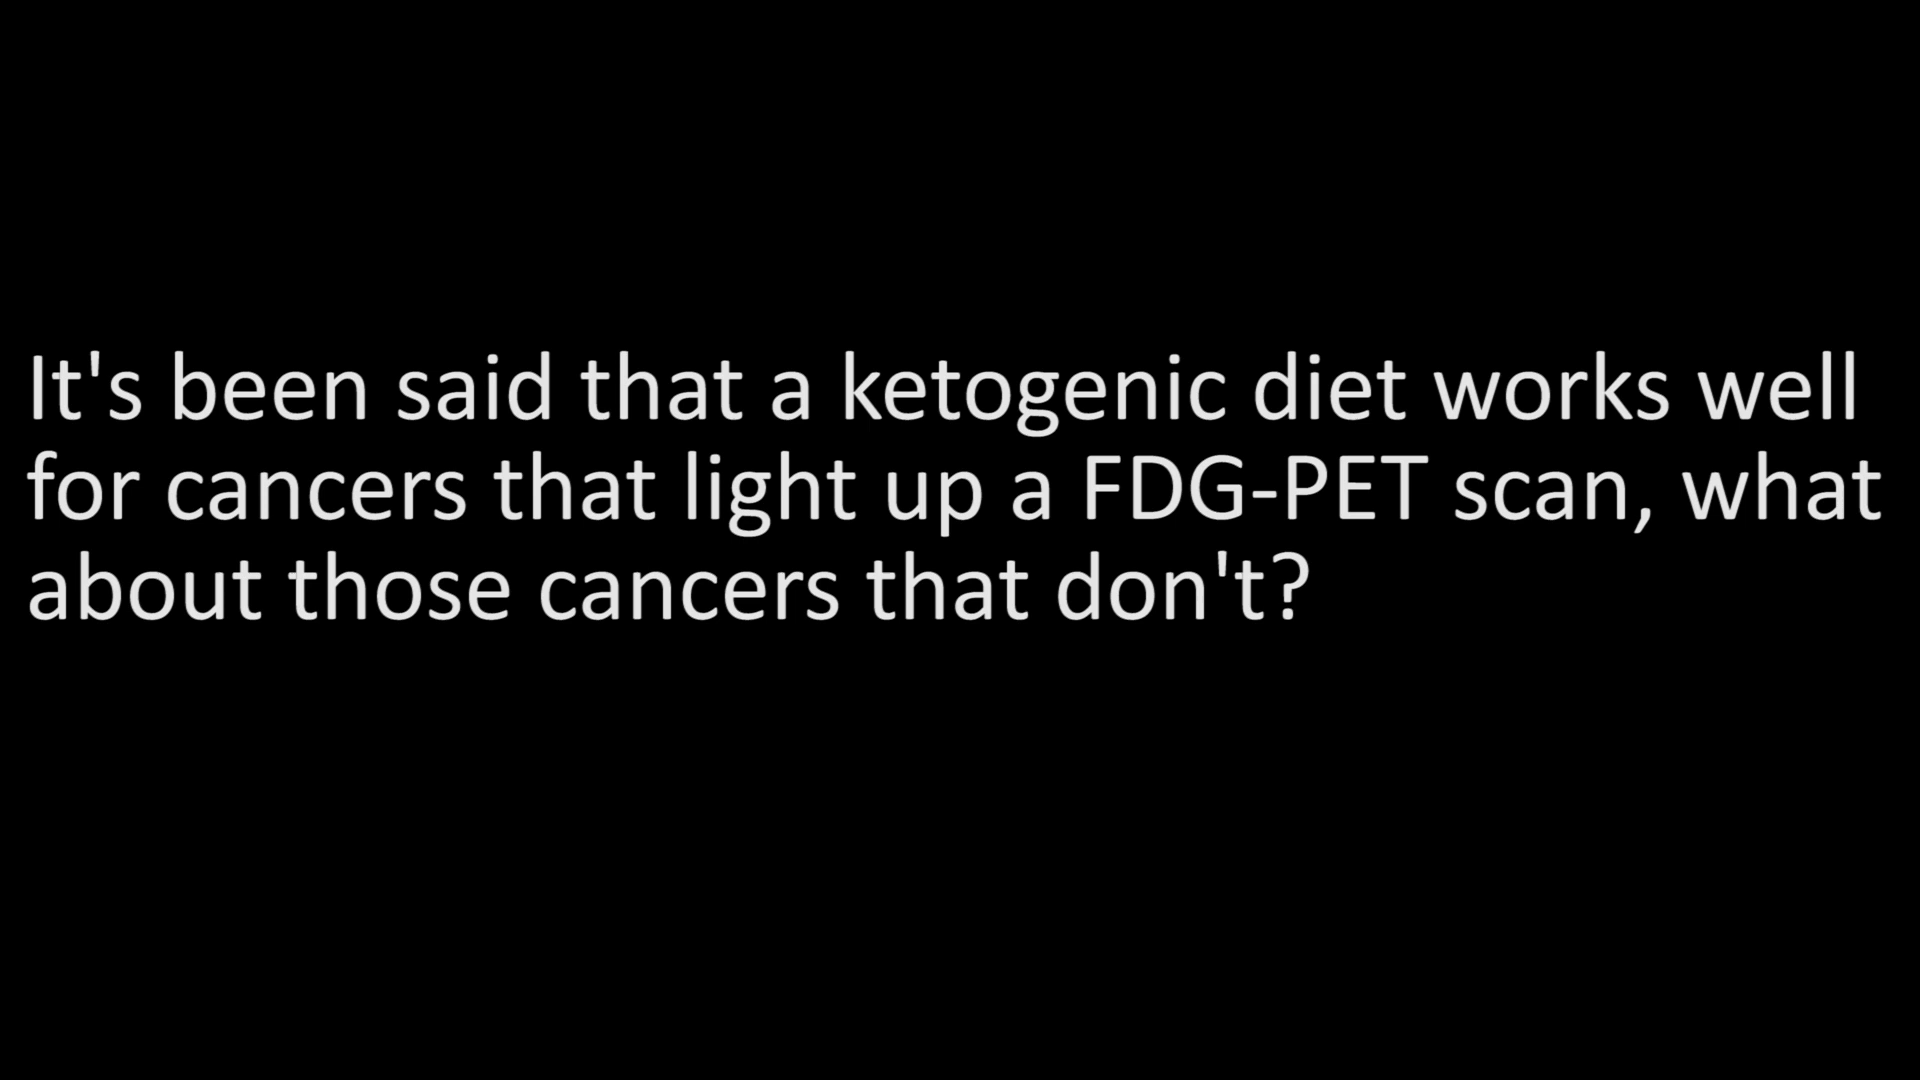 It's been said that a ketogenic diet works well
for cancers that light up a FDG-PET scan, what
about those cancers that don't?